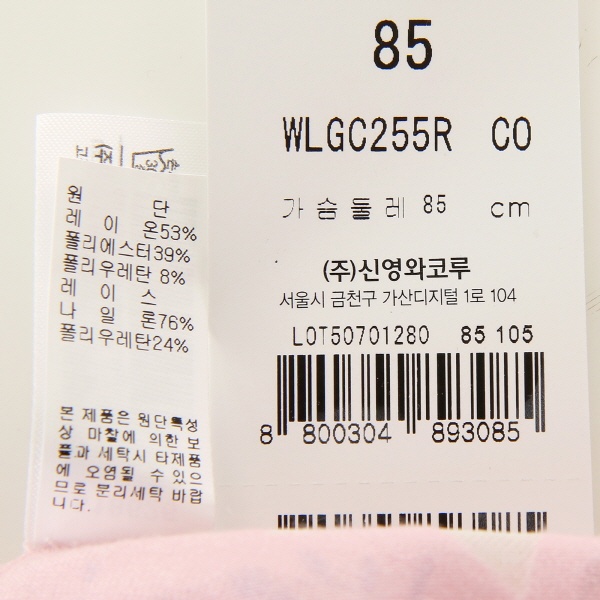 85
WLGC255R CO
가슴둘레 85 cm
(주)신영와코루
서울시 금천구 가산디지털 1로 104
LOT50701280 85 105
8 800304 893085
원 단
레 이 온53%
폴리에스터39%
폴리우레탄 8%
레 이 스
나 일 론76%
폴리우레탄24%
본 제품은 원단특성
상 마찰에 의한 보
풀과 세탁시 타제품
에 오염될 수 있으
므로 분리세탁 바랍
니다.